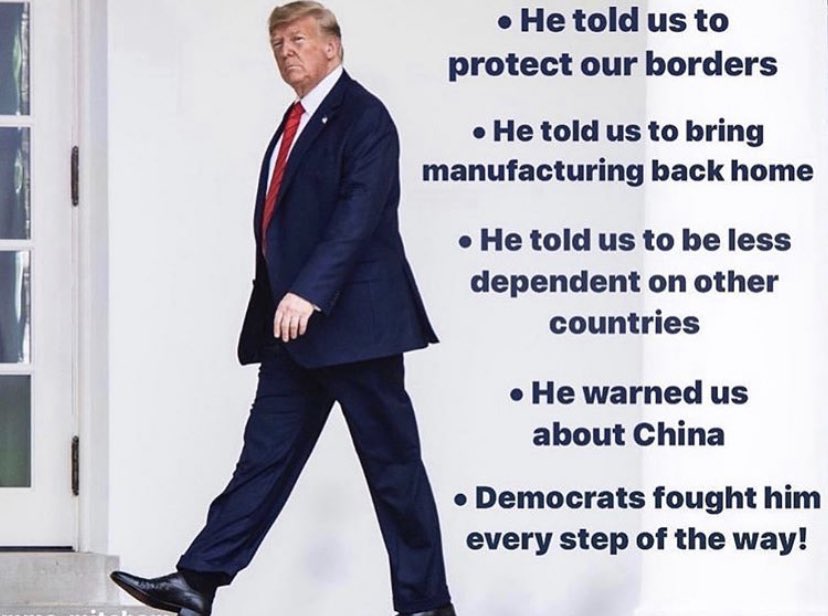 • He told us to
protect our borders
• He told us to bring
manufacturing back home
• He told us to be less
dependent on other
countries
• He warned us
about China
• Democrats fought him
every step of the way!